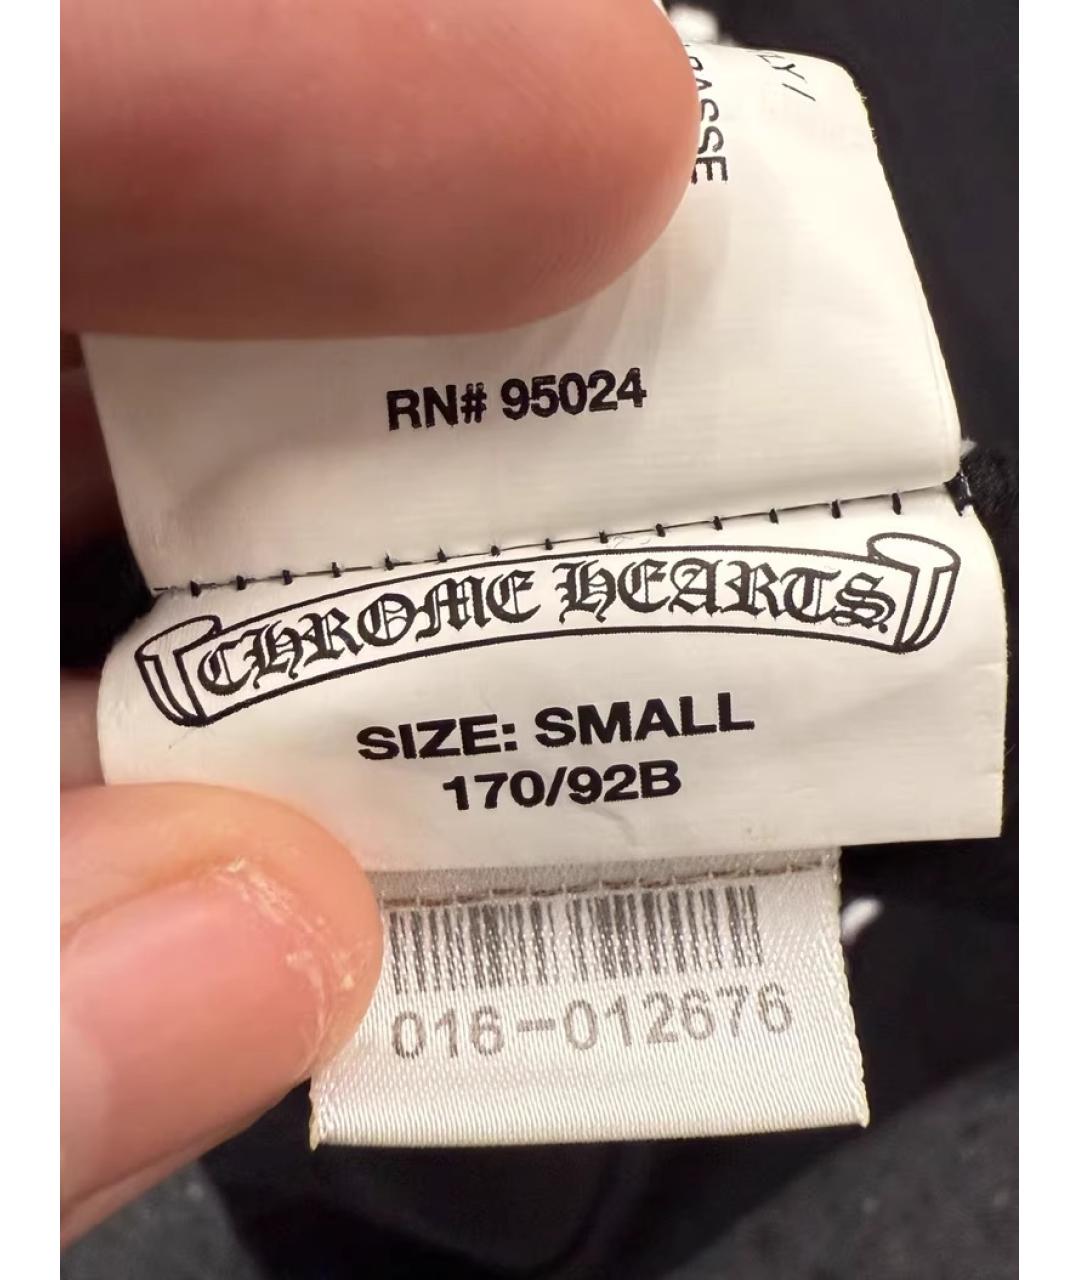 RN# 95024
CHROME HEARTS
SIZE: SMALL
170/92B
016-012676